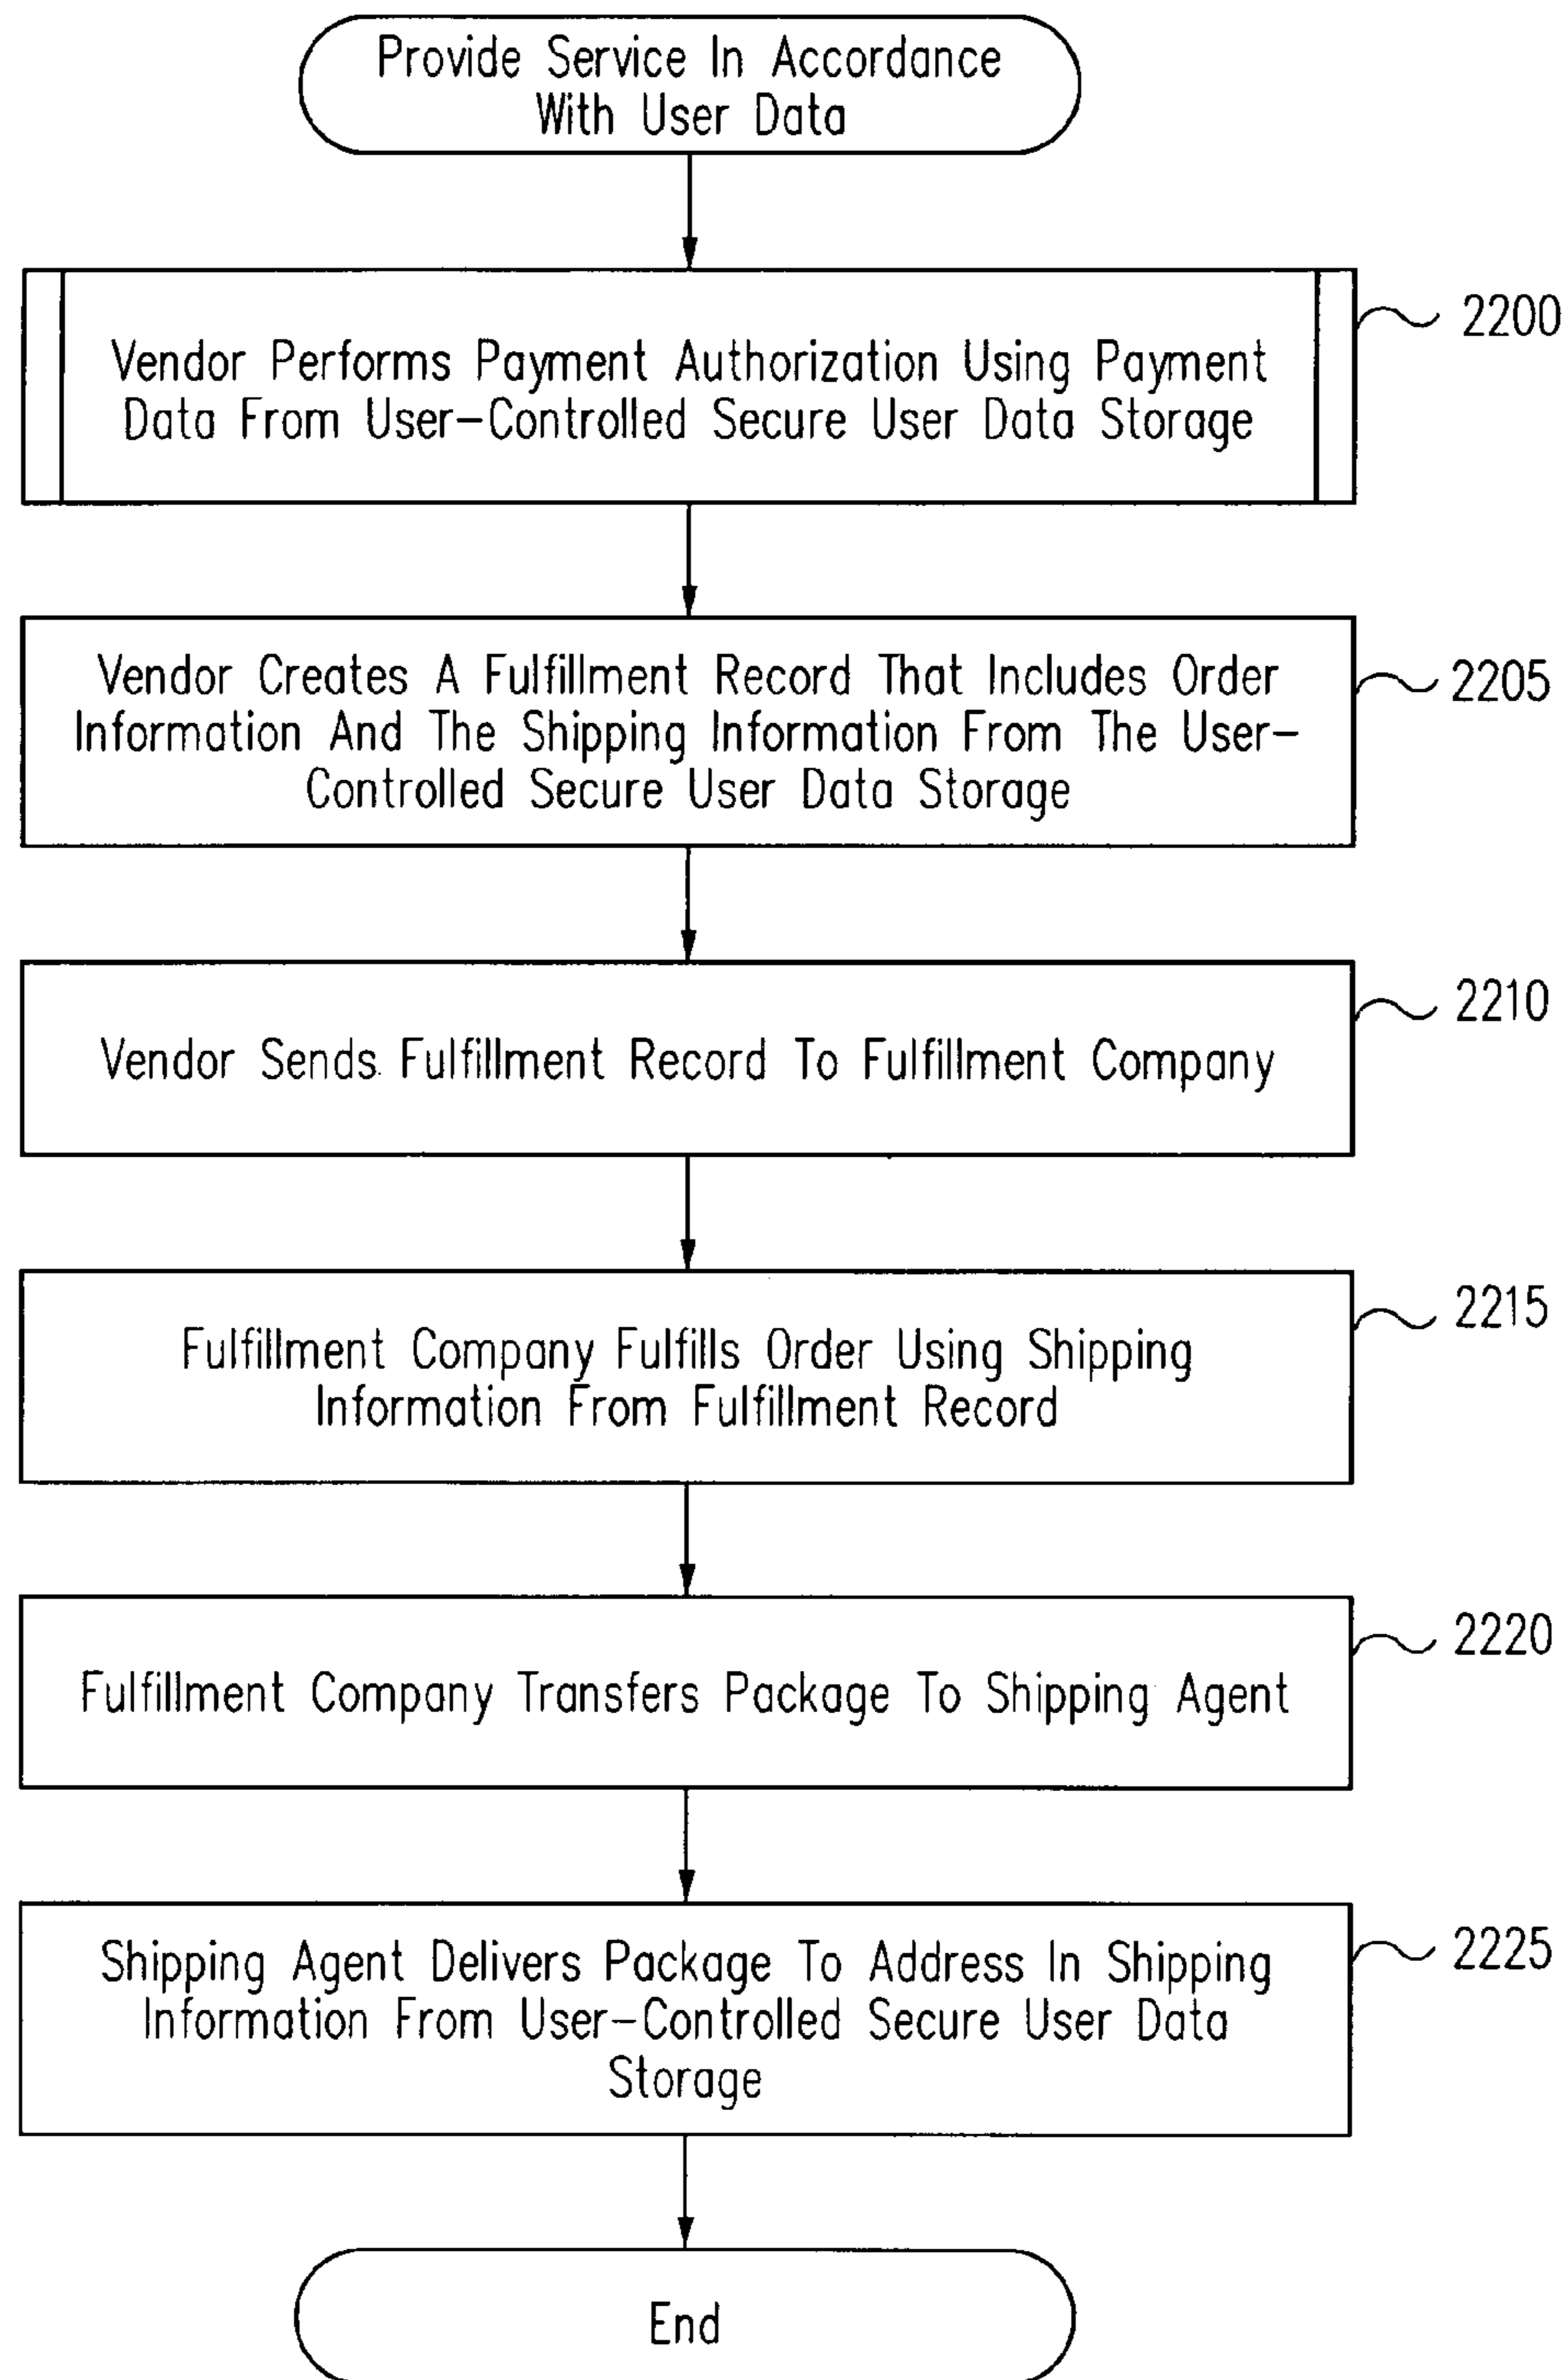 Provide Service In Accordance
With User Data
Vendor Performs Payment Authorization Using Payment
Data From User-Controlled Secure User Data Storage
2200
Vendor Creates A Fulfillment Record That Includes Order
Information And The Shipping Information From The User-
Controlled Secure User Data Storage
2205
Vendor Sends Fulfillment Record To Fulfillment Company
2210
Fulfillment Company Fulfills Order Using Shipping
Information From Fulfillment Record
2215
Fulfillment Company Transfers Package To Shipping Agent
2220
Shipping Agent Delivers Package To Address In Shipping
Information From User-Controlled Secure User Data
Storage
2225
End